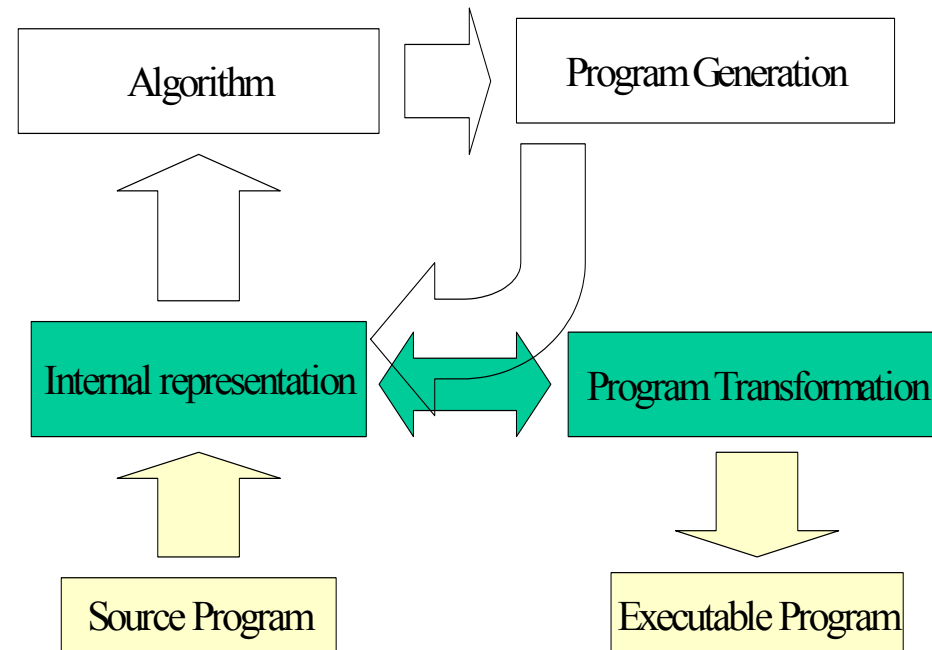 Algorithm
Program Generation
Internal representation
Program Transformation
Source Program
Executable Program